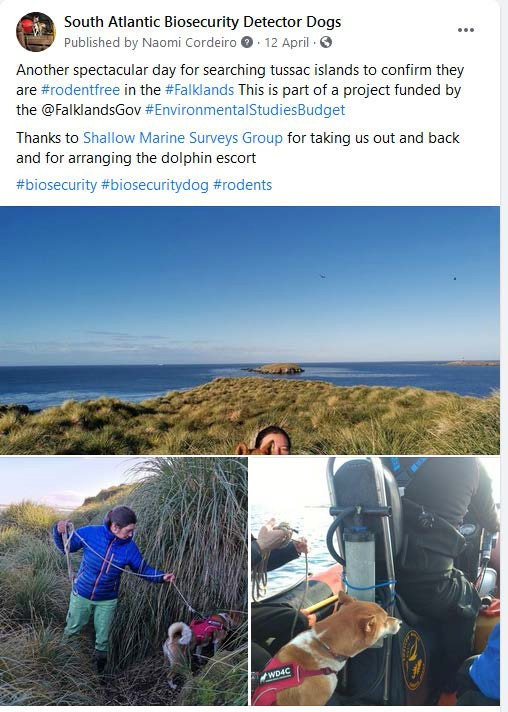 South Atlantic Biosecurity Detector Dogs
Published by Naomi Cordeiro · 12 April ·
Another spectacular day for searching tussac islands to confirm they
are #rodentfree in the #Falklands This is part of a project funded by
the @FalklandsGov #EnvironmentalStudiesBudget
Thanks to Shallow Marine Surveys Group for taking us out and back
and for arranging the dolphin escort
#biosecurity #biosecuritydog #rodents
WD4C